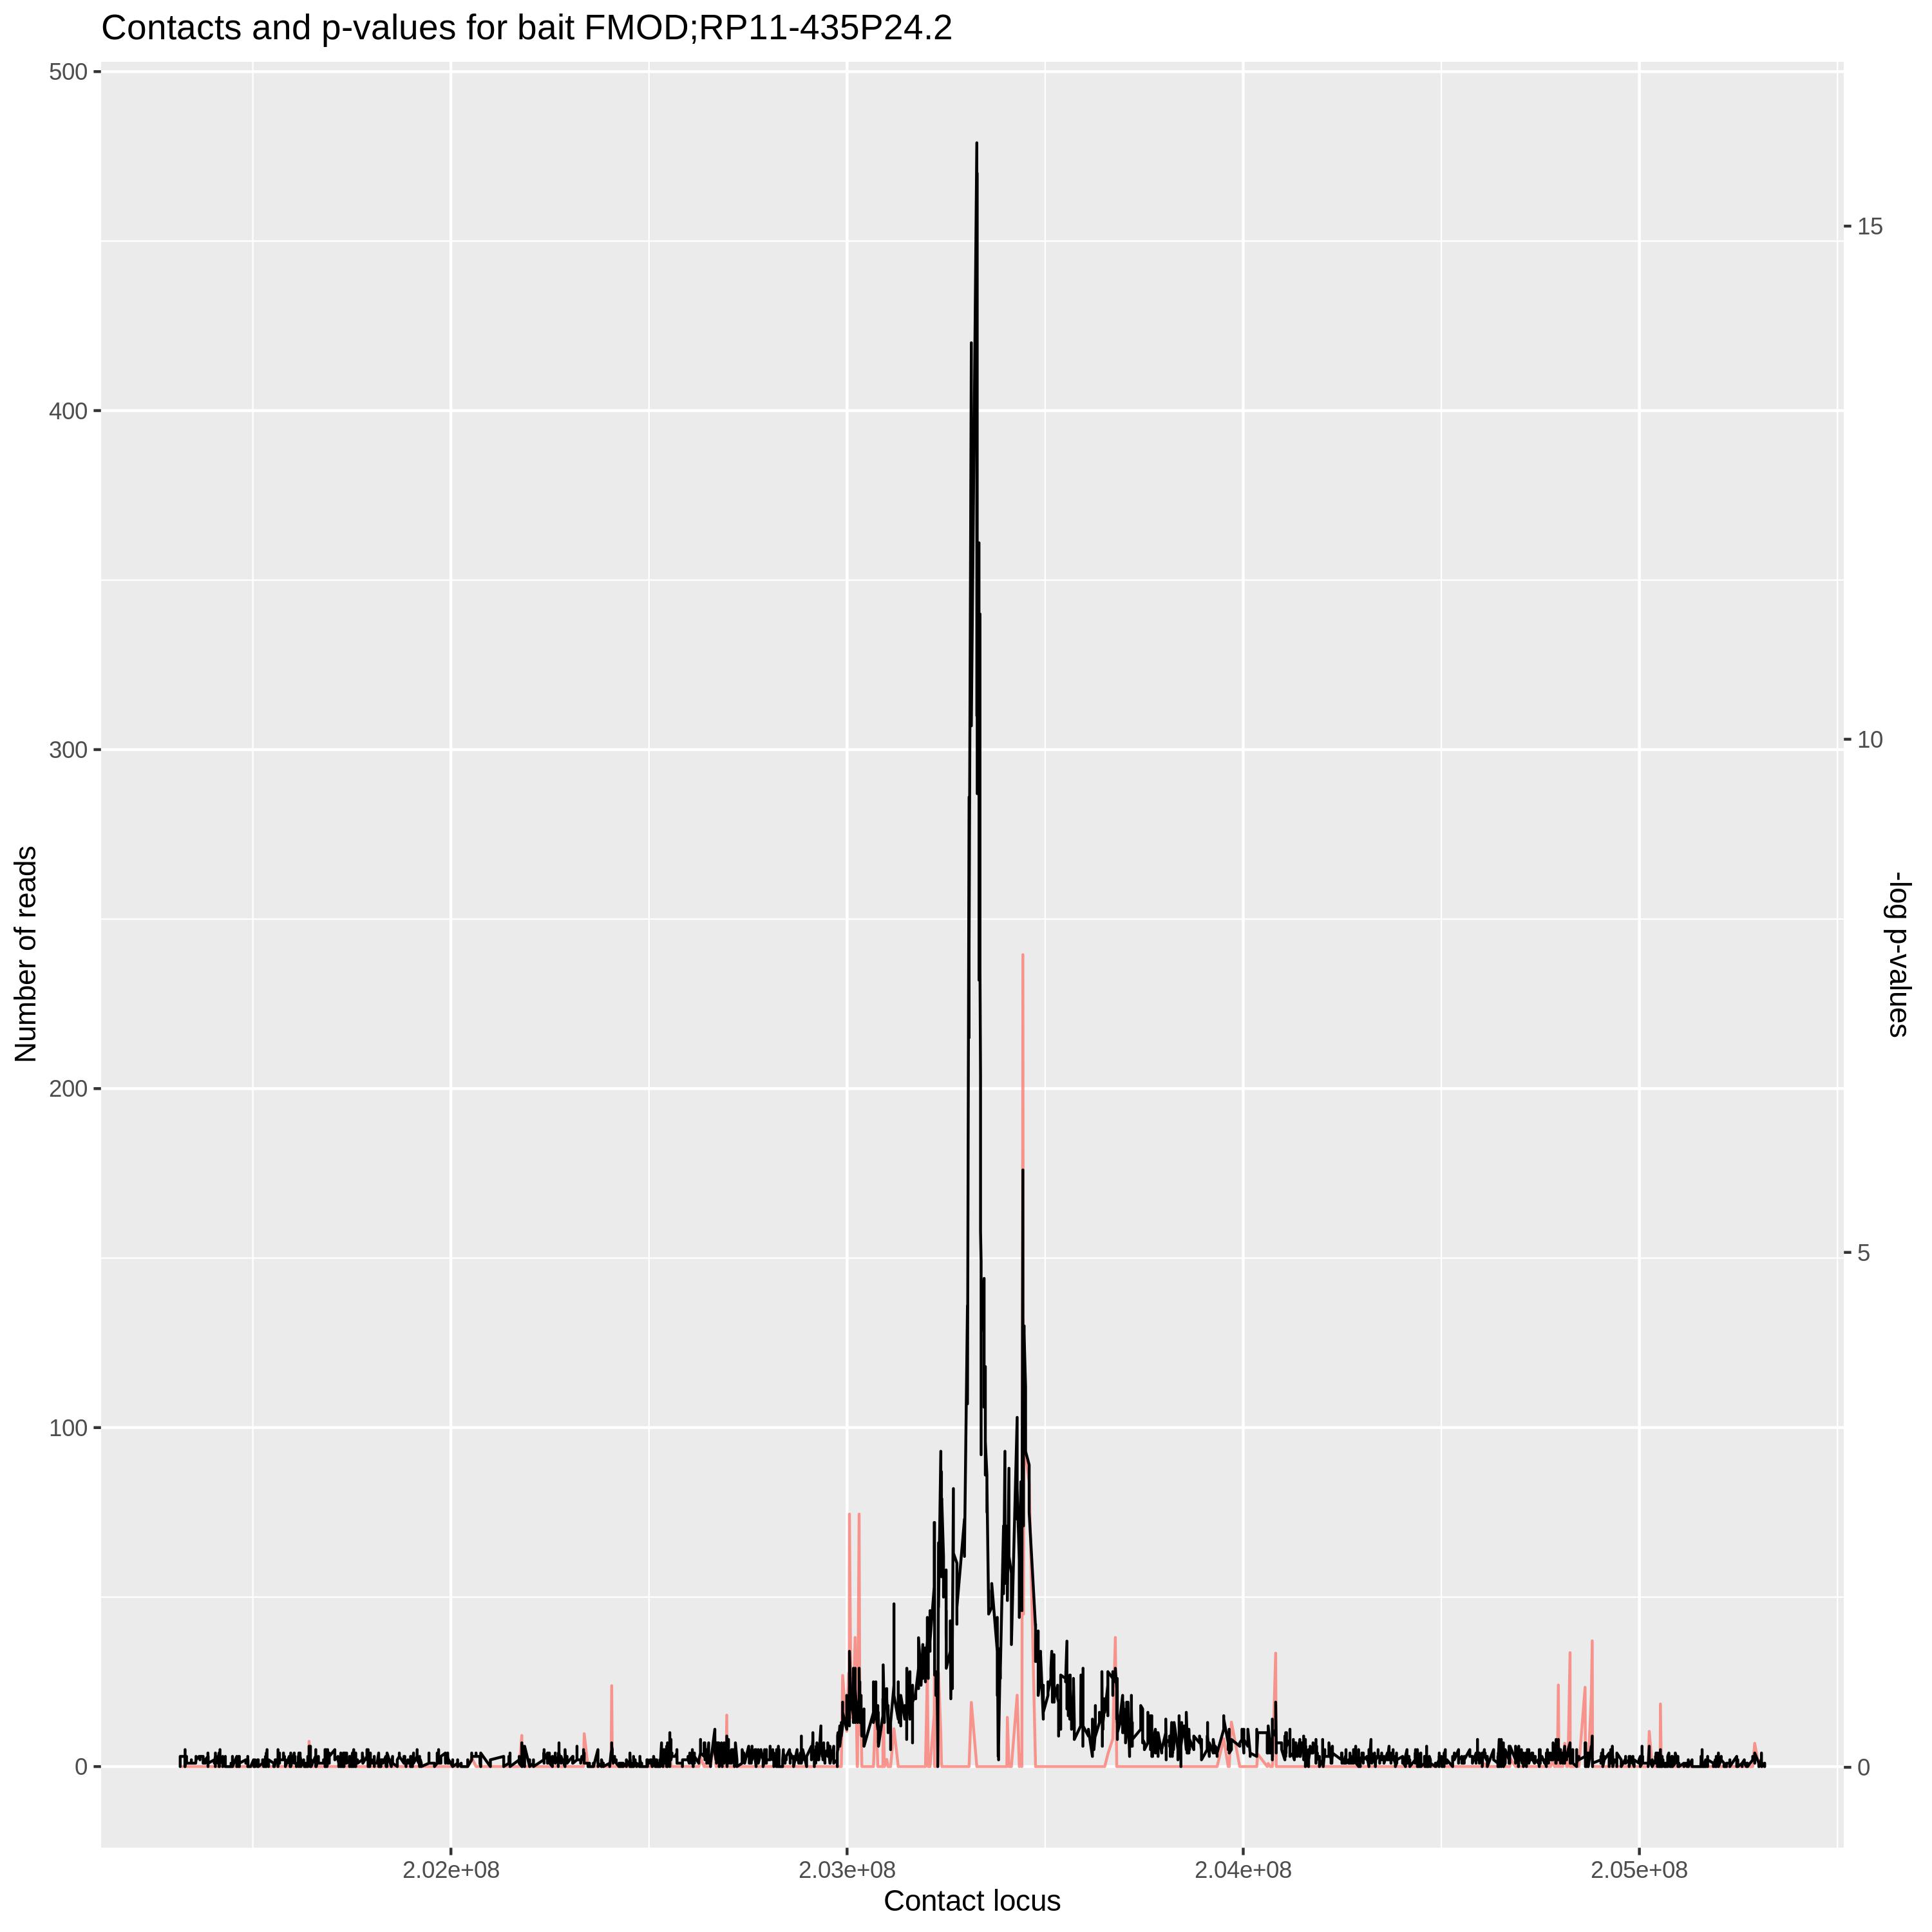 Contacts and p-values for bait FMOD;RP11-435P24.2
500
400
300
200
100
0
Number of reads
15
10
5
0
-log p-values
2.02e+08
2.03e+08
2.04e+08
2.05e+08
Contact locus